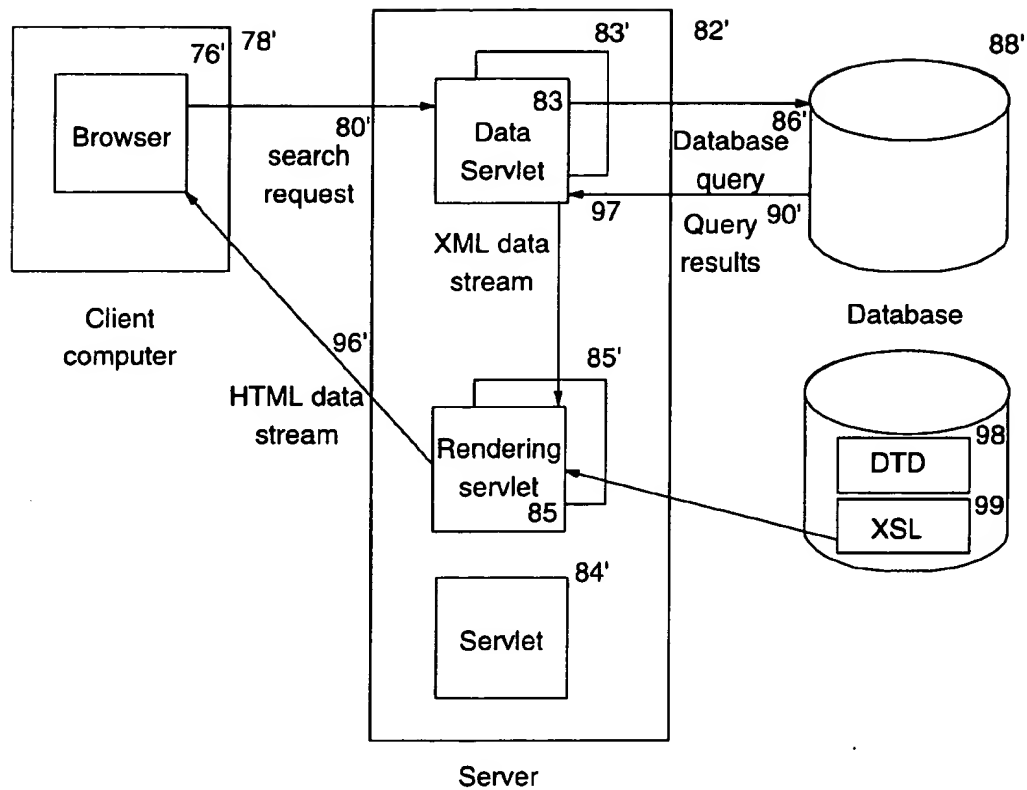 83'
82'
88'
78'
76'
Browser
80'
search
request
83
Data
Servlet
86'
Database
query
97
90'
Query
results
XML data
stream
Client
computer
Database
96'
85'
HTML data
stream
Rendering
servlet
85
98
DTD
99
XSL
84'
Servlet
Server